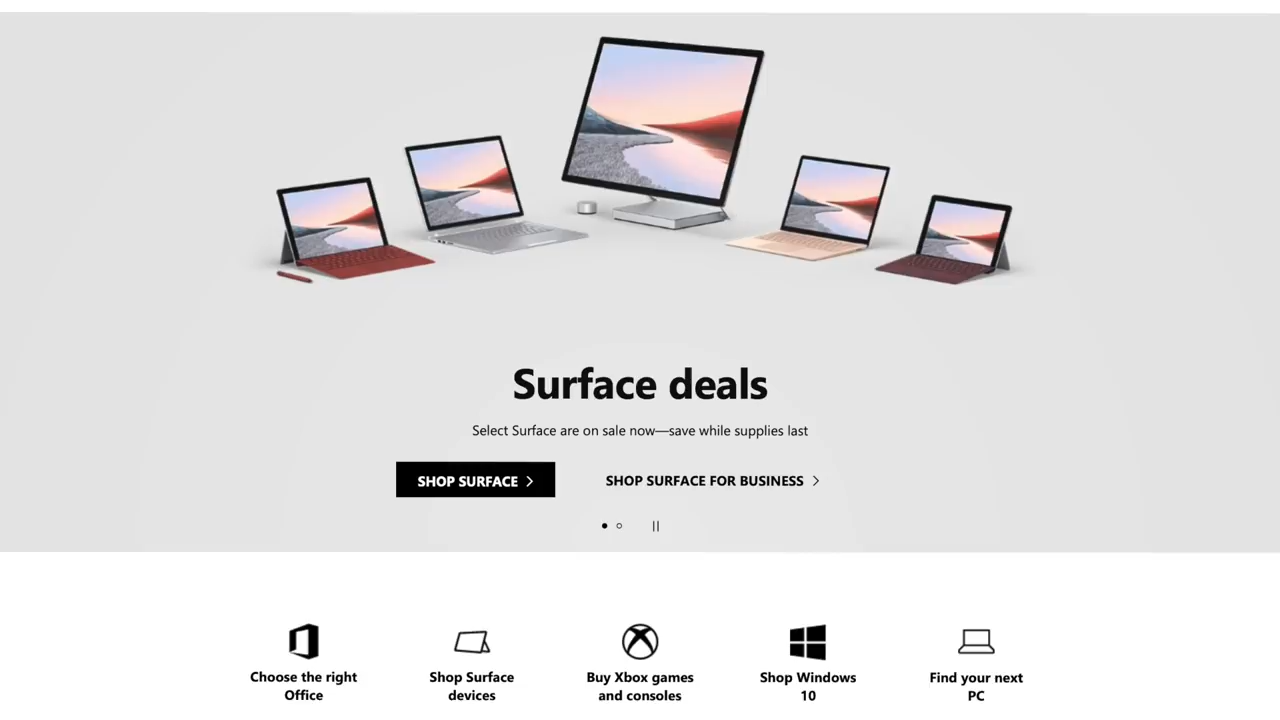 Surface deals
Select Surface are on sale now—save while supplies last
SHOP SURFACE
SHOP SURFACE FOR BUSINESS
Choose the right
Office
Shop Surface
devices
Buy Xbox games
and consoles
Shop Windows
10
Find your next
PC